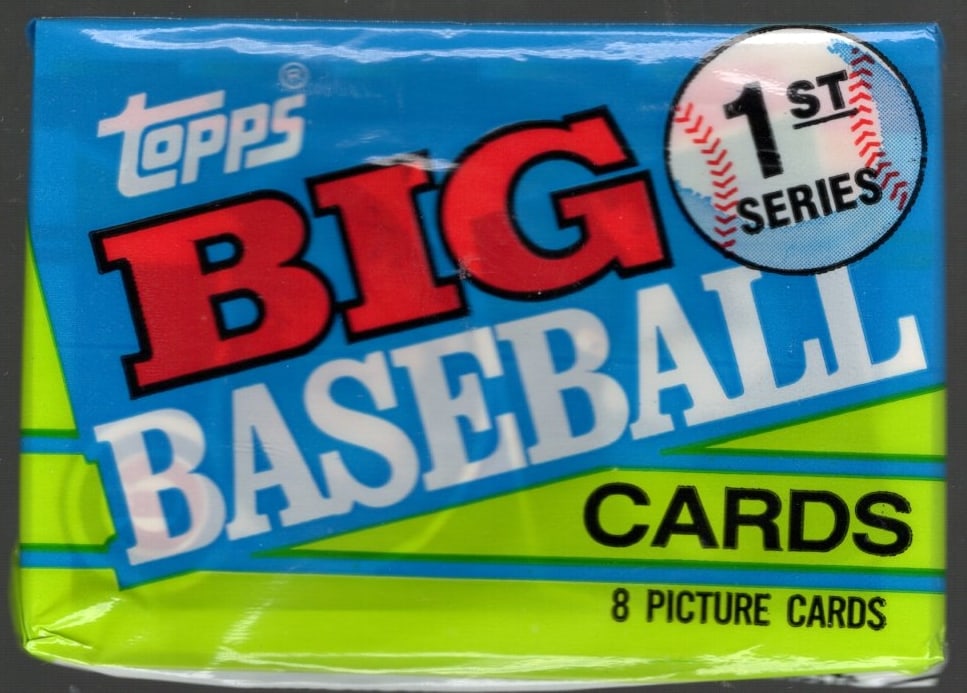 topps®
1ST
SERIES
BIG
BASEBALL
CARDS
8 PICTURE CARDS